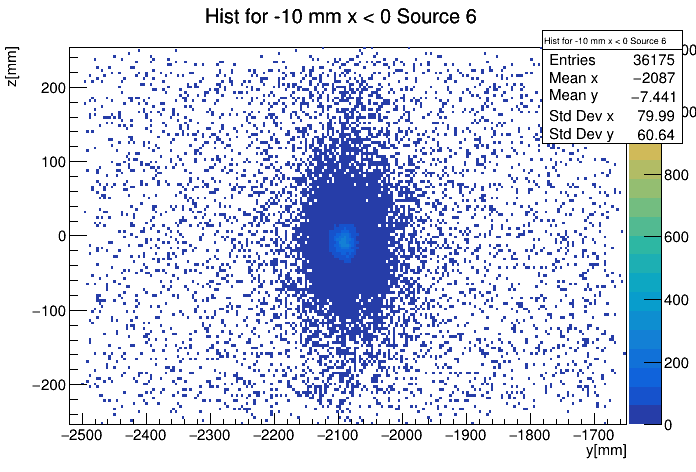 Hist for -10 mm x < 0 Source 6
z[mm]
Hist for -10 mm x < 0 Source 6
Entries 36175
Mean x −2087
Mean y −7.441
Std Dev x 79.99
Std Dev y 60.64
200
100
0
−100
−200
−2500 −2400 −2300 −2200 −2100 −2000 −1900 −1800 −1700
y[mm]
800
600
400
200
0